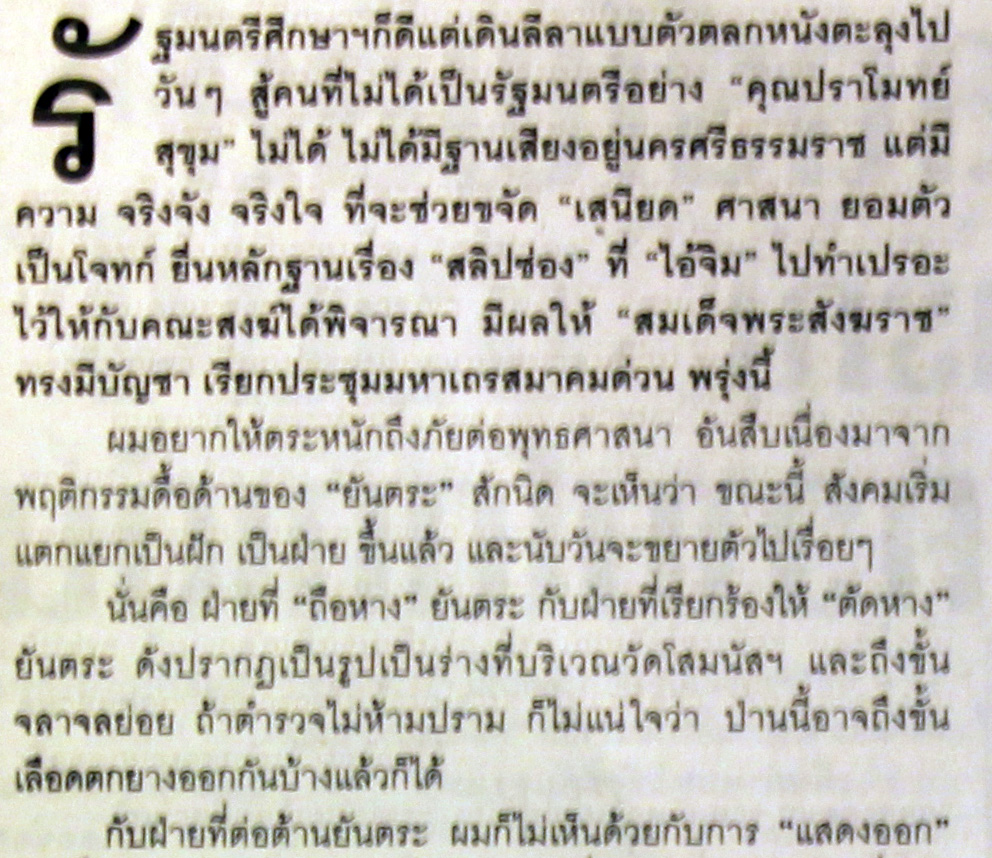 รัฐมนตรีศึกษาฯก็ดีแต่เดินลีลาแบบตัวตลกหนังตะลุงไป
วันๆ สู้คนที่ไม่ได้เป็นรัฐมนตรีอย่าง “คุณปราโมทย์
สุขุม” ไม่ได้ ไม่ได้มีฐานเสียงอยู่นครศรีธรรมราช แต่มี
ความ จริงจัง จริงใจ ที่จะช่วยขจัด “เสนียด” ศาสนา ยอมตัว
เป็นโจทก์ ยื่นหลักฐานเรื่อง “สลิปช่อง” ที่ “ไอ้จิม” ไปทำเปรอะ
ไว้ให้กับคณะสงฆ์ได้พิจารณา มีผลให้ “สมเด็จพระสังฆราช”
ทรงมีบัญชา เรียกประชุมมหาเถรสมาคมด่วน พรุ่งนี้
ผมอยากให้ตระหนักถึงภัยต่อพุทธศาสนา อันสืบเนื่องมาจาก
พฤติกรรมดื้อด้านของ “ยันตระ” สักนิด จะเห็นว่า ขณะนี้ สังคมเริ่ม
แตกแยกเป็นฝัก เป็นฝ่าย ขึ้นแล้ว และนับวันจะขยายตัวไปเรื่อยๆ
นั่นคือ ฝ่ายที่ “ถือหาง” ยันตระ กับฝ่ายที่เรียกร้องให้ “ตัดหาง”
ยันตระ ดังปรากฏเป็นรูปเป็นร่างที่บริเวณวัดโสมนัสฯ และถึงขั้น
จลาจลย่อย ถ้าตำรวจไม่ห้ามปราม ก็ไม่แน่ใจว่า ป่านนี้อาจถึงขั้น
เลือดตกยางออกกันบ้างแล้วก็ได้
กับฝ่ายที่ต่อต้านยันตระ ผมก็ไม่เห็นด้วยกับการ “แสดงออก”